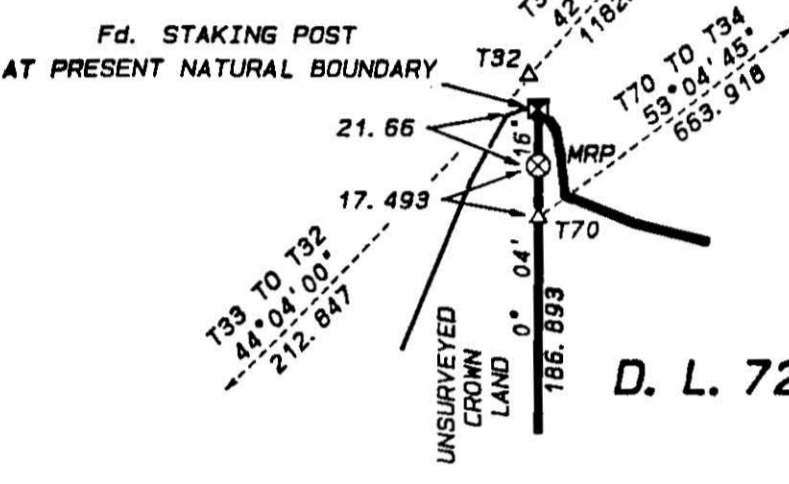 Fd. STAKING POST
AT PRESENT NATURAL BOUNDARY
T32
42
1182
T70 TO T34
53°04'45"
663.918
21.66
16"
MRP
17.493
T70
T33 TO T32
44°04'00"
212.847
0° 04'
186.893
UNSURVEYED
CROWN
LAND
D. L. 72